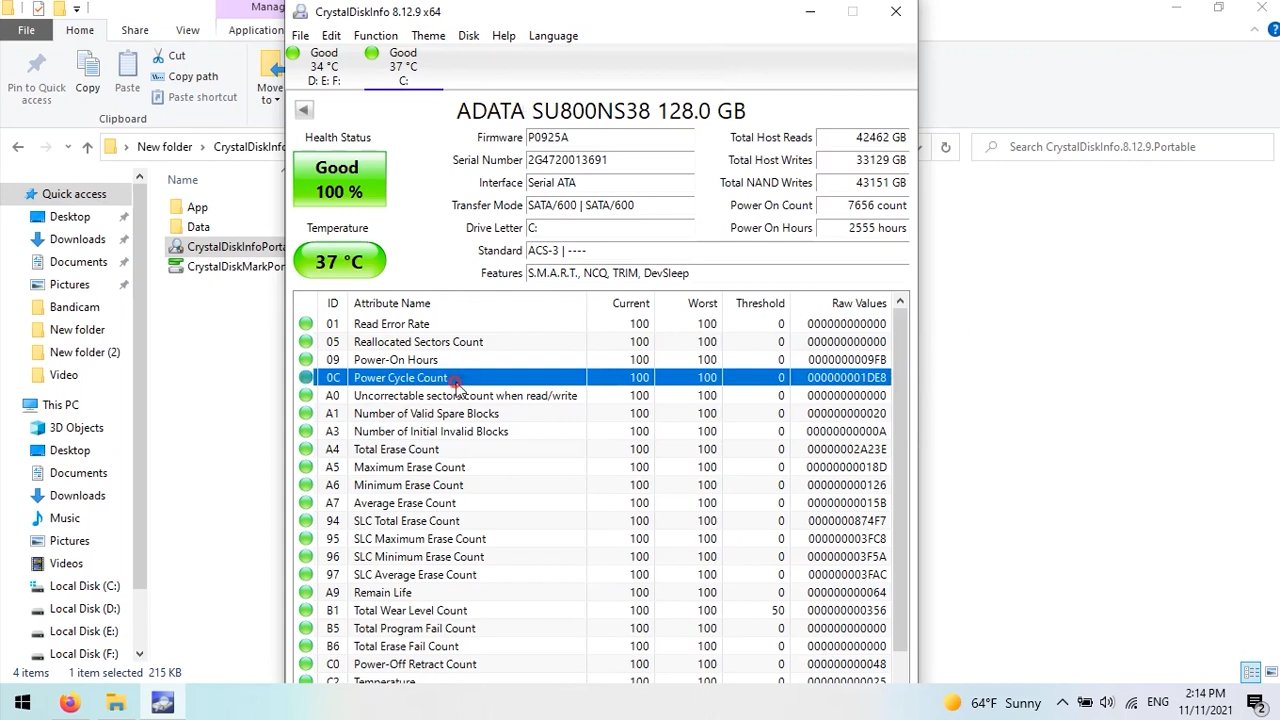 Mana
CrystalDiskInfo 8.12.9 x64
File
Home
Share
View
Application
File Edit Function Theme Disk Help Language
Good
34 °C
D: E: F:
Good
37 °C
C:
Pin to Quick
access
Copy
Paste
Cut
Copy path
Paste shortcut
Move
to
Clipboard
ADATA SU800NS38 128.0 GB
Health Status
Good
100 %
Temperature
37 °C
Firmware P0925A
Serial Number 2G4720013691
Interface Serial ATA
Transfer Mode SATA/600 | SATA/600
Drive Letter C:
Standard ACS-3 | ----
Features S.M.A.R.T., NCQ, TRIM, DevSleep
Total Host Reads 42462 GB
Total Host Writes 33129 GB
Total NAND Writes 43151 GB
Power On Count 7656 count
Power On Hours 2555 hours
New folder
CrystalDiskInfo
Search CrystalDiskInfo.8.12.9.Portable
Quick access
Desktop
Downloads
Documents
Pictures
Bandicam
New folder
New folder (2)
Video
This PC
3D Objects
Desktop
Documents
Downloads
Music
Pictures
Videos
Local Disk (C:)
Local Disk (D:)
Local Disk (E:)
Local Disk (F:)
Name
App
Data
CrystalDiskInfoPorta
CrystalDiskMarkPor
ID Attribute Name Current Worst Threshold Raw Values
01 Read Error Rate 100 100 0 000000000000
05 Reallocated Sectors Count 100 100 0 000000000000
09 Power-On Hours 100 100 0 0000000009FB
0C Power Cycle Count 100 100 0 000000001DE8
A0 Uncorrectable sectors count when read/write 100 100 0 000000000000
A1 Number of Valid Spare Blocks 100 100 0 000000000020
A3 Number of Initial Invalid Blocks 100 100 0 00000000000A
A4 Total Erase Count 100 100 0 00000002A23E
A5 Maximum Erase Count 100 100 0 00000000018D
A6 Minimum Erase Count 100 100 0 000000000126
A7 Average Erase Count 100 100 0 00000000015B
94 SLC Total Erase Count 100 100 0 0000000874F7
95 SLC Maximum Erase Count 100 100 0 000000003FC8
96 SLC Minimum Erase Count 100 100 0 000000003F5A
97 SLC Average Erase Count 100 100 0 000000003FAC
A9 Remain Life 100 100 0 000000000064
B1 Total Wear Level Count 100 100 50 000000000356
B5 Total Program Fail Count 100 100 0 000000000000
B6 Total Erase Fail Count 100 100 0 000000000000
C0 Power-Off Retract Count 100 100 0 000000000048
C2 Temperature 100 100 0 000000000025
4 items
1 item selected 215 KB
64°F Sunny
ENG
2:14 PM
11/11/2021
2